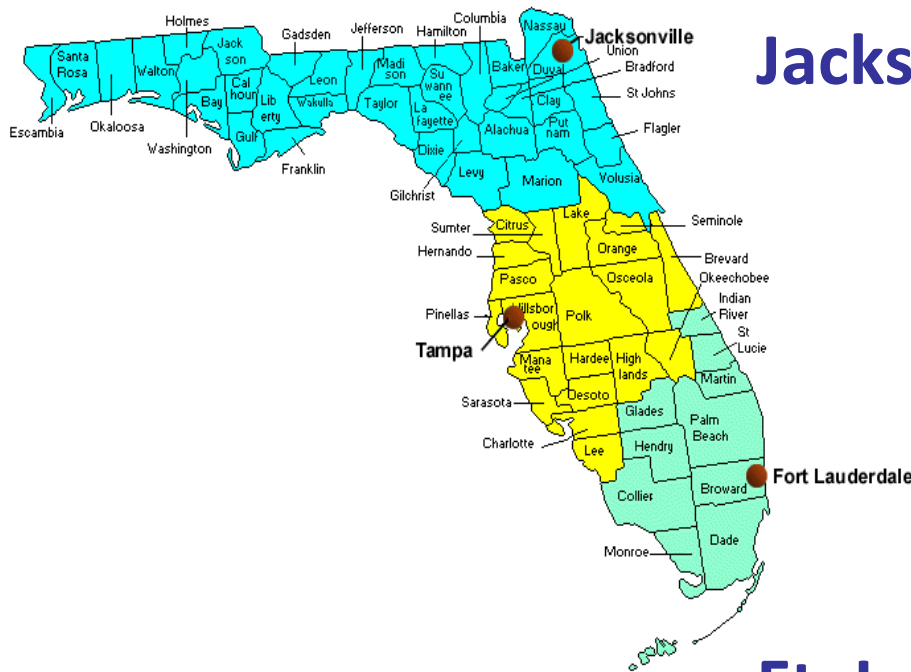 Holmes
Jefferson
Hamilton
Columbia
Gadsden
Nassau
Jacksonville
Jacks
Santa
Rosa
Walton
Jack
son
Leon
Madi
son
Su
wann
ee
Baker
Duval
Union
Bradford
Bay
Cal
hour
Lib
erty
Wakulla
Taylor
La
fayette
Clay
St Johns
Escambia
Okaloosa
Washington
Gulf
Franklin
Dixie
Alachua
Put
nam
Flagler
Gilchrist
Levy
Marion
Volusia
Citrus
Lake
Seminole
Sumter
Hernando
Orange
Brevard
Pasco
Osceola
Okeechobee
Indian
River
Pinellas
Hillsbor
ough
Polk
St
Lucie
Tampa
Mana
tee
Hardee
High
lands
Martin
Sarasota
Desoto
Glades
Palm
Beach
Charlotte
Lee
Hendry
Collier
Broward
Fort Lauderdale
Monroe
Dade